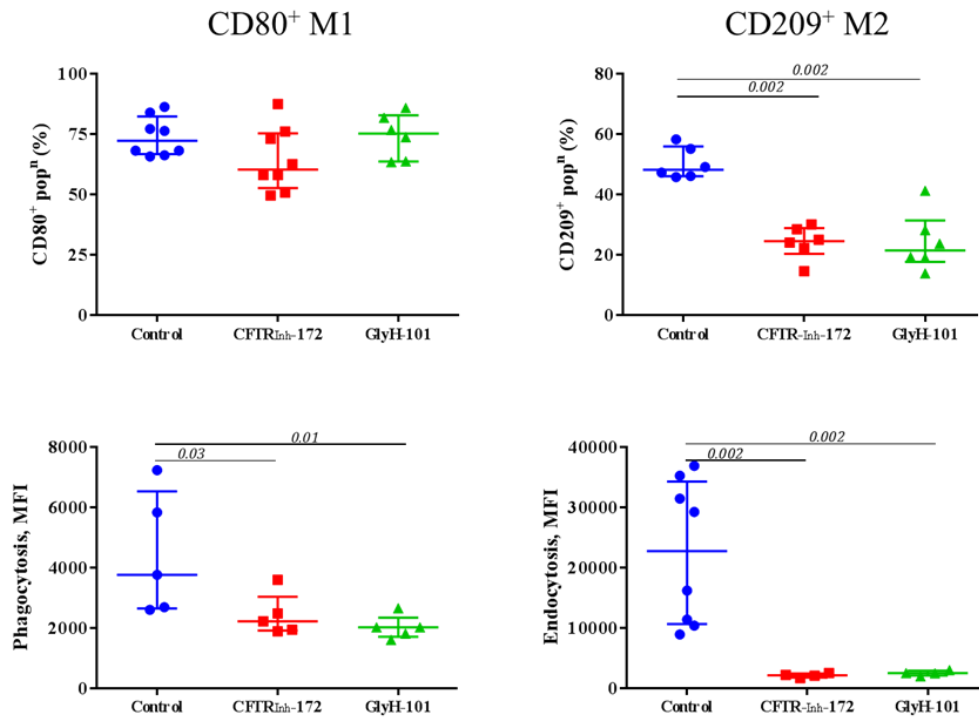 CD80⁺ M1
CD80⁺ popⁿ (%)
100
75
50
25
0
Control
CFTRInh-172
GlyH-101
CD209⁺ M2
CD209⁺ popⁿ (%)
80
60
40
20
0
0.002
0.002
Control
CFTR-Inh-172
GlyH-101
Phagocytosis, MFI
8000
6000
4000
2000
0
0.01
0.03
Control
CFTRInh-172
GlyH-101
Endocytosis, MFI
40000
30000
20000
10000
0
0.002
0.002
Control
CFTR-Inh-172
GlyH-101